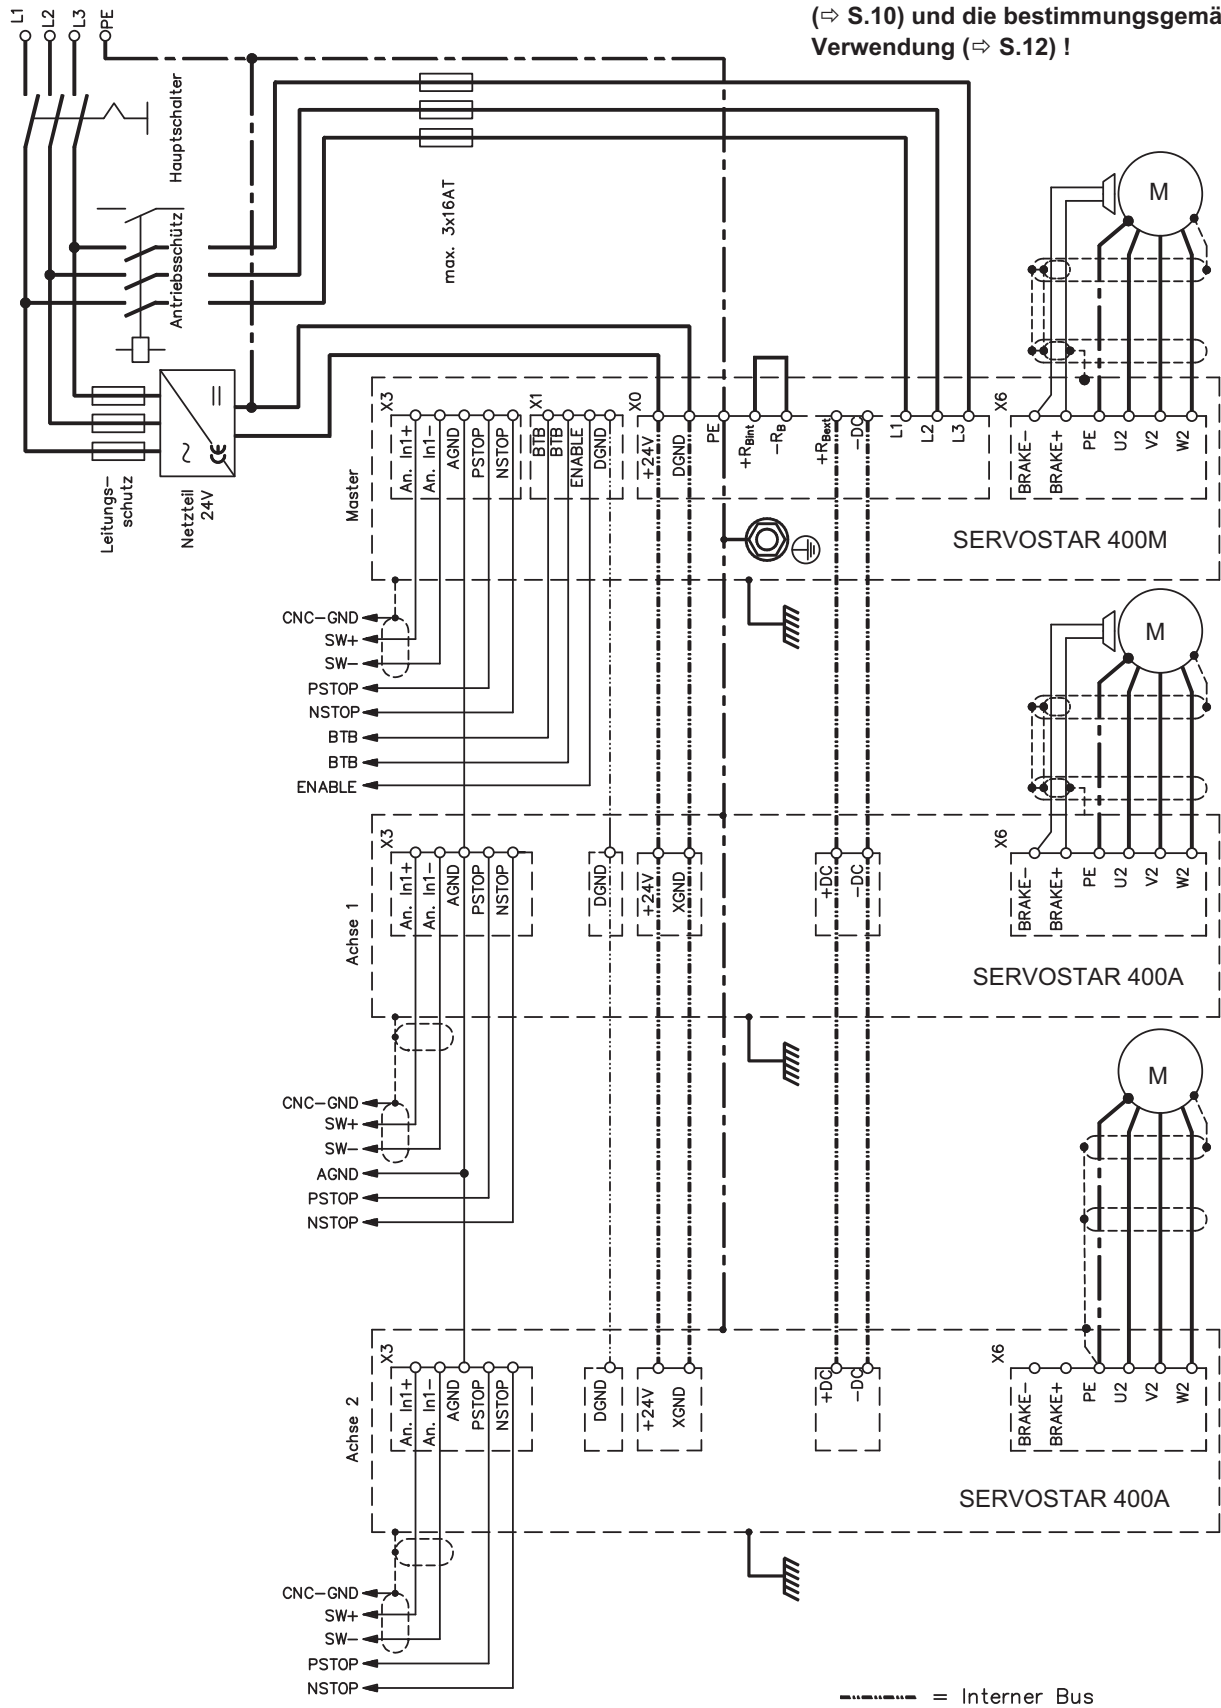 (⇨ S.10) und die bestimmungsgemä
Verwendung (⇨ S.12) !
L1
L2
L3
PE
Hauptschalter
Antriebsschütz
max. 3x16AT
Leitungs-
schutz
Netzteil
24V
CE
M
Master
X3
An. In1+
An. In1-
AGND
PSTOP
NSTOP
X1
BTB
BTB
ENABLE
DGND
X0
+24V
DGND
PE
+RBint
-RB
+RBext
-DC
L1
L2
L3
X6
BRAKE-
BRAKE+
PE
U2
V2
W2
SERVOSTAR 400M
CNC-GND
SW+
SW-
PSTOP
NSTOP
BTB
BTB
ENABLE
M
Achse 1
X3
An. In1+
An. In1-
AGND
PSTOP
NSTOP
DGND
+24V
XGND
+DC
-DC
X6
BRAKE-
BRAKE+
PE
U2
V2
W2
SERVOSTAR 400A
CNC-GND
SW+
SW-
AGND
PSTOP
NSTOP
M
Achse 2
X3
An. In1+
An. In1-
AGND
PSTOP
NSTOP
DGND
+24V
XGND
+DC
-DC
X6
BRAKE-
BRAKE+
PE
U2
V2
W2
SERVOSTAR 400A
CNC-GND
SW+
SW-
PSTOP
NSTOP
= Interner Bus